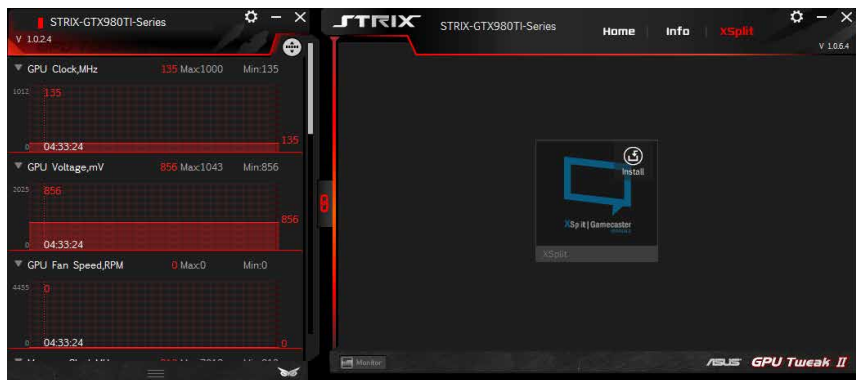 STRIX-GTX980TI-Series
V 1.0.2.4
GPU Clock,MHz 135 Max:1000 Min:135
1012 135
135
0 04:33:24
GPU Voltage,mV 856 Max:1043 Min:856
2025 856
856
0 04:33:24
GPU Fan Speed,RPM 0 Max:0 Min:0
4455 0
0
0 04:33:24
STRIX STRIX-GTX980TI-Series Home Info XSplit
V 1.0.6.4
Install
XSplit | Gamecaster
XSplit
Monitor
ASUS GPU Tweak II